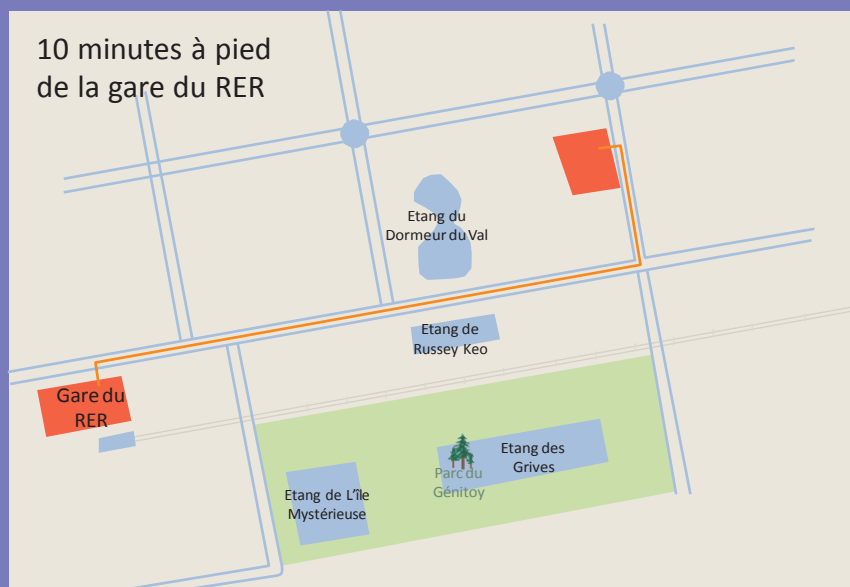 10 minutes à pied
de la gare du RER
Etang du
Dormeur du Val
Etang de
Russey Keo
Gare du
RER
Etang des
Grives
Parc du
Génitoy
Etang de L'île
Mystérieuse